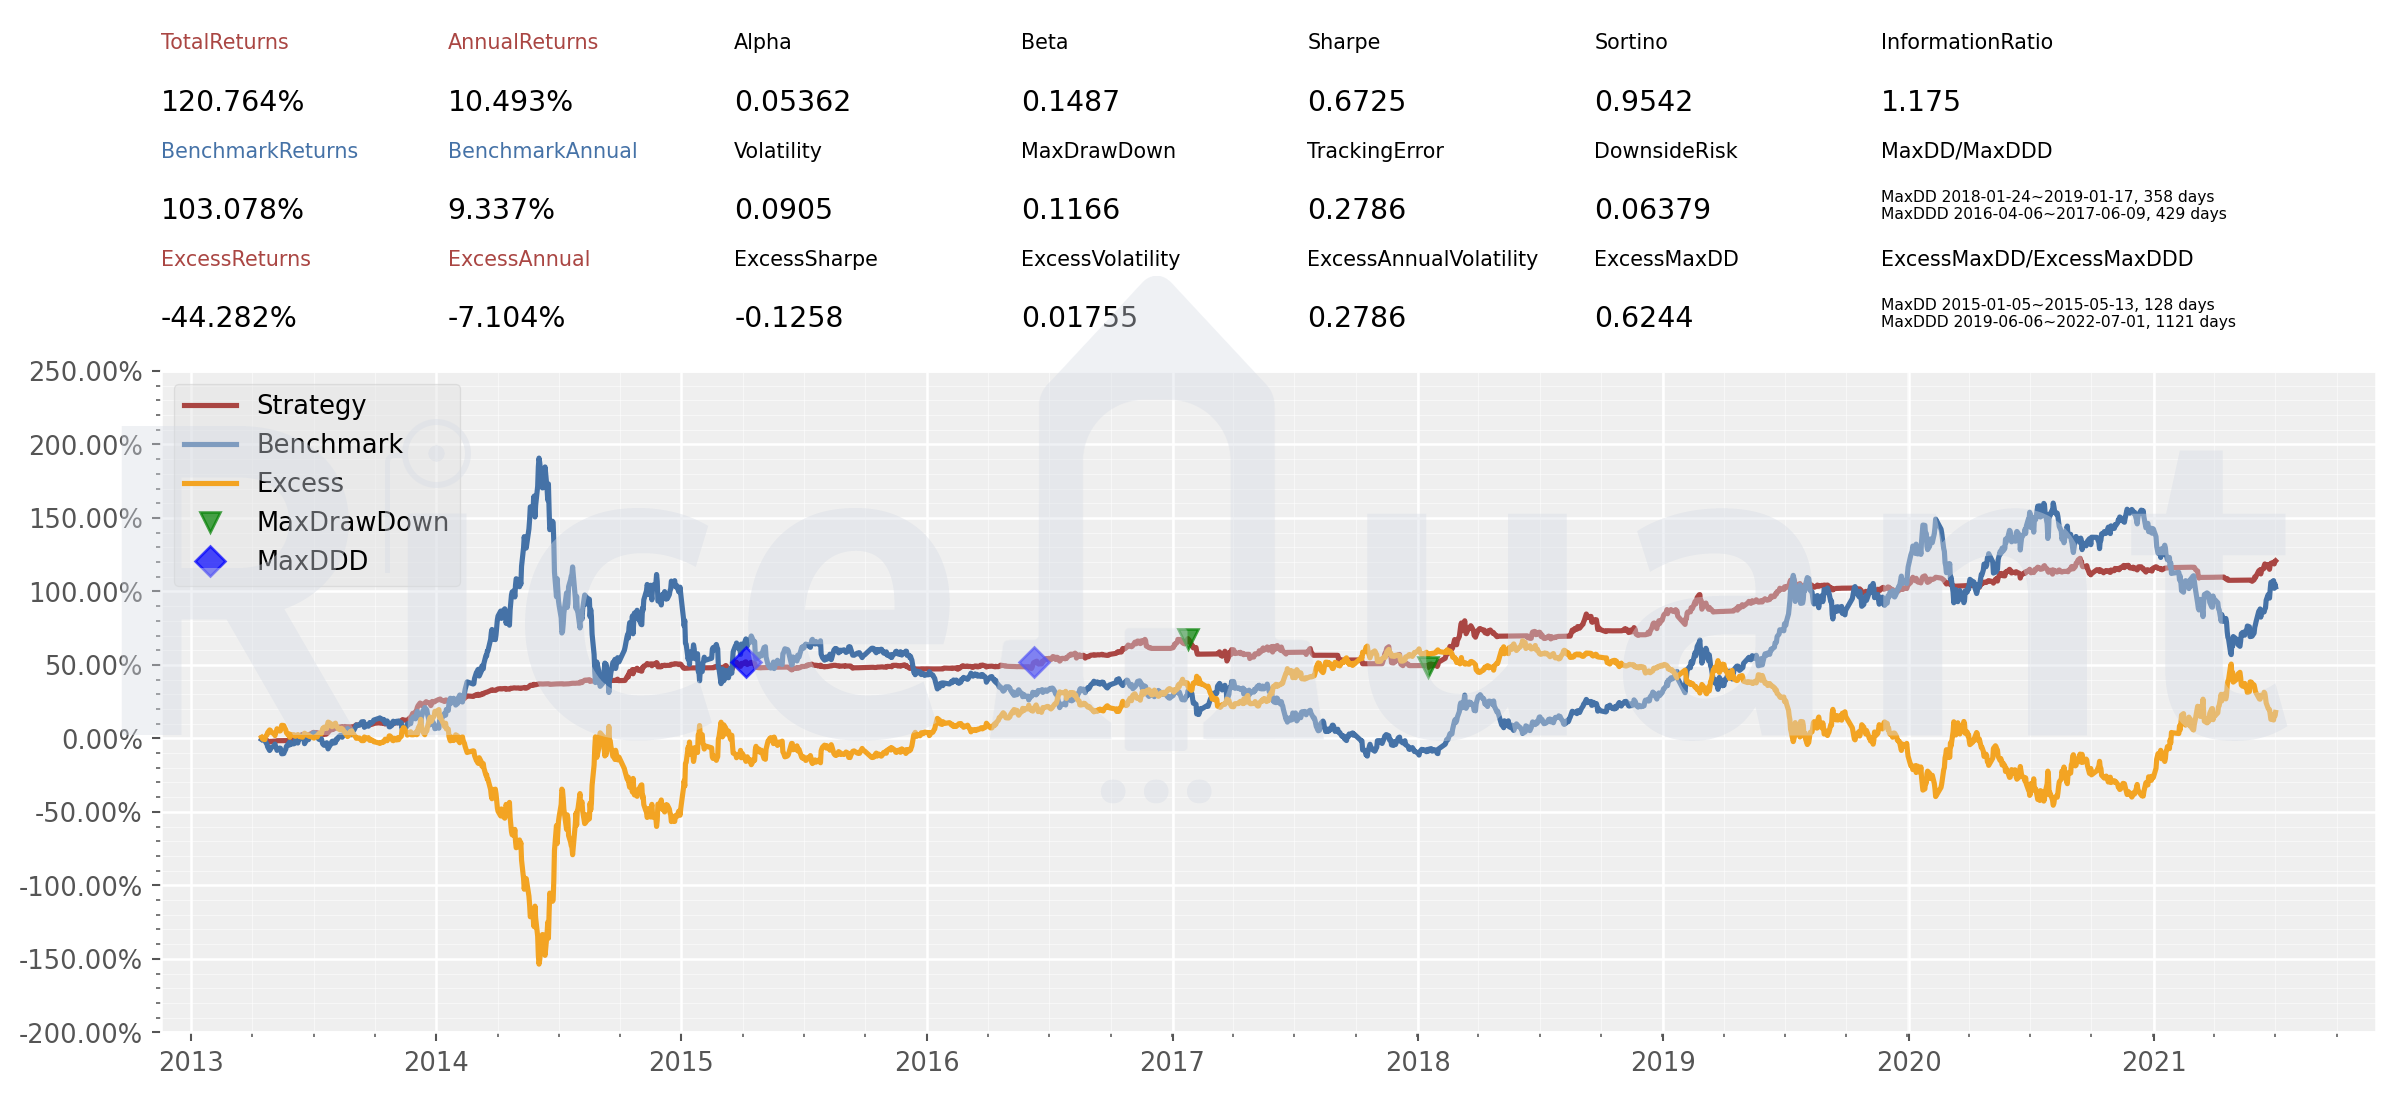 TotalReturns AnnualReturns Alpha Beta Sharpe Sortino InformationRatio
120.764% 10.493% 0.05362 0.1487 0.6725 0.9542 1.175
BenchmarkReturns BenchmarkAnnual Volatility MaxDrawDown TrackingError DownsideRisk MaxDD/MaxDDD
103.078% 9.337% 0.0905 0.1166 0.2786 0.06379 MaxDD 2018-01-24~2019-01-17, 358 days
MaxDDD 2016-04-06~2017-06-09, 429 days
ExcessReturns ExcessAnnual ExcessSharpe ExcessVolatility ExcessAnnualVolatility ExcessMaxDD ExcessMaxDD/ExcessMaxDDD
-44.282% -7.104% -0.1258 0.01755 0.2786 0.6244 MaxDD 2015-01-05~2015-05-13, 128 days
MaxDDD 2019-06-06~2022-07-01, 1121 days
250.00%
200.00%
150.00%
100.00%
50.00%
0.00%
-50.00%
-100.00%
-150.00%
-200.00%
Strategy
Benchmark
Excess
MaxDrawDown
MaxDDD
RiceQuant
2013 2014 2015 2016 2017 2018 2019 2020 2021